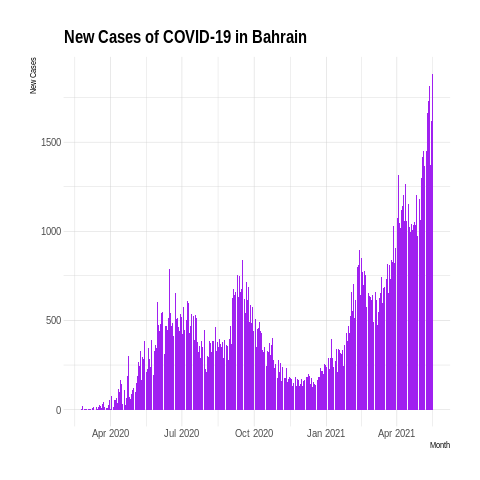 New Cases of COVID-19 in Bahrain
New Cases
1500
1000
500
0
Apr 2020 Jul 2020 Oct 2020 Jan 2021 Apr 2021
Month